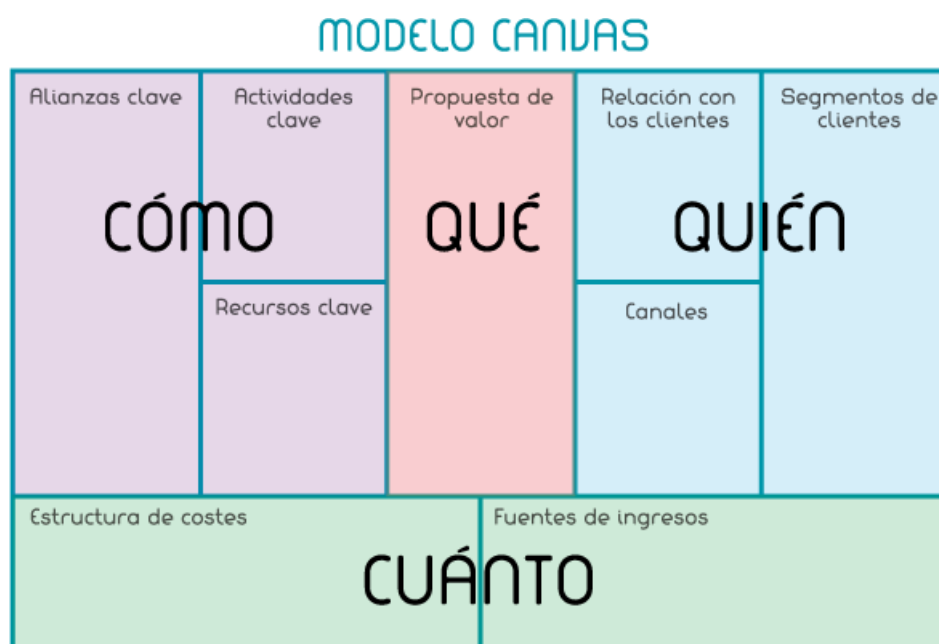 MODELO CANVAS
Alianzas clave
Actividades
clave
Propuesta de
valor
Relación con
los clientes
Segmentos de
clientes
CÓMO
QUÉ
QUIÉN
Recursos clave
Canales
Estructura de costes
Fuentes de ingresos
CUÁNTO